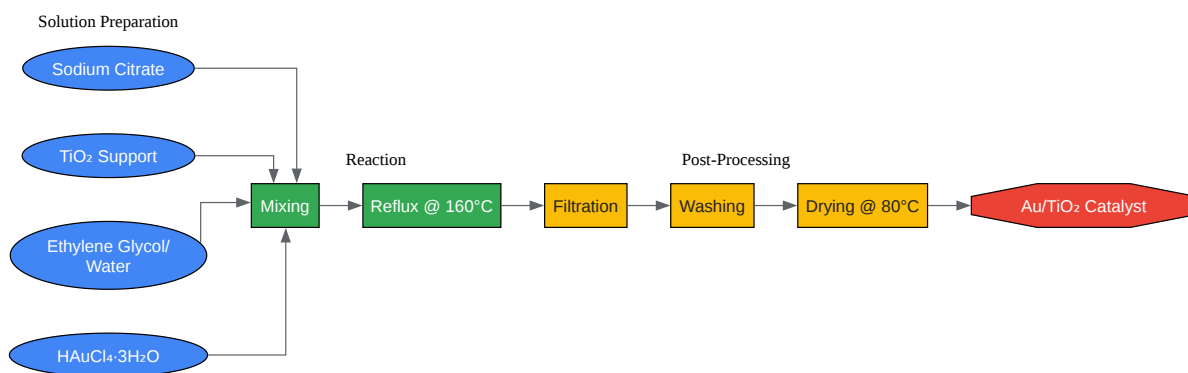 Solution Preparation
Sodium Citrate
TiO₂ Support
Ethylene Glycol/
Water
HAuCl₄·3H₂O
Reaction
Mixing
Reflux @ 160°C
Post-Processing
Filtration
Washing
Drying @ 80°C
Au/TiO₂ Catalyst